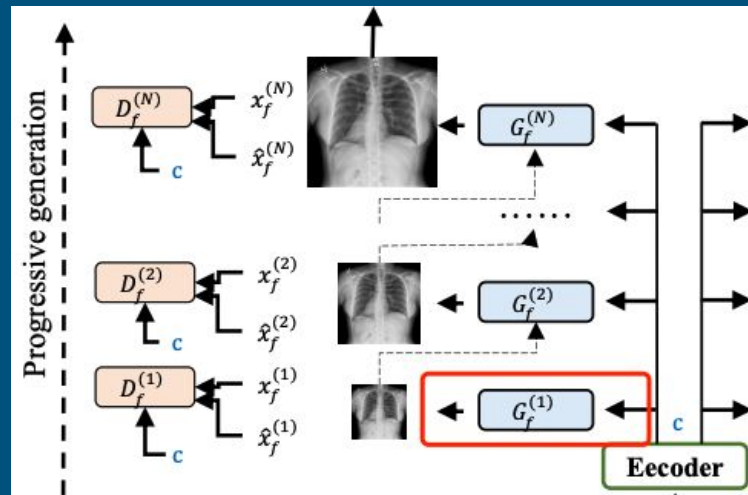 Progressive generation
D_f^(N)
x_f^(N)
x̂_f^(N)
c
G_f^(N)
......
D_f^(2)
x_f^(2)
x̂_f^(2)
c
G_f^(2)
D_f^(1)
x_f^(1)
x̂_f^(1)
c
G_f^(1)
c
Eecoder